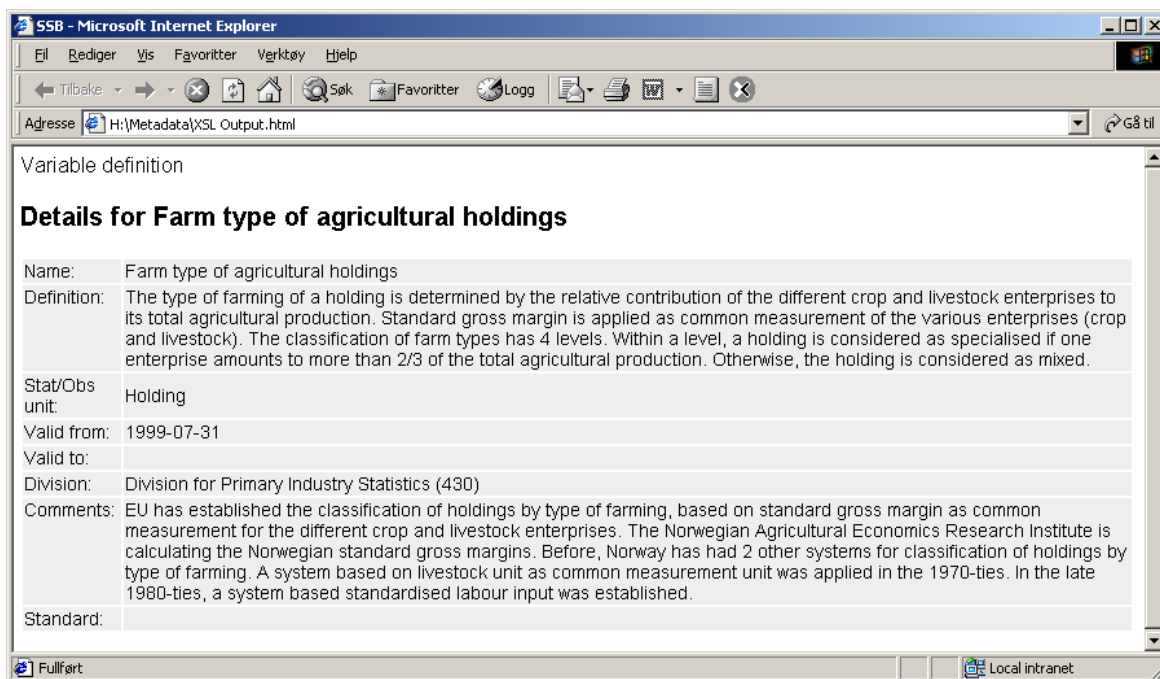 SSB - Microsoft Internet Explorer
Fil Rediger Vis Favoritter Verktøy Hjelp
Tilbake Søk Favoritter Logg
Adresse H:\Metadata\XSL Output.html Gå til
Variable definition
Details for Farm type of agricultural holdings
Name: Farm type of agricultural holdings
Definition: The type of farming of a holding is determined by the relative contribution of the different crop and livestock enterprises to
its total agricultural production. Standard gross margin is applied as common measurement of the various enterprises (crop
and livestock). The classification of farm types has 4 levels. Within a level, a holding is considered as specialised if one
enterprise amounts to more than 2/3 of the total agricultural production. Otherwise, the holding is considered as mixed.
Stat/Obs
unit: Holding
Valid from: 1999-07-31
Valid to:
Division: Division for Primary Industry Statistics (430)
Comments: EU has established the classification of holdings by type of farming, based on standard gross margin as common
measurement for the different crop and livestock enterprises. The Norwegian Agricultural Economics Research Institute is
calculating the Norwegian standard gross margins. Before, Norway has had 2 other systems for classification of holdings by
type of farming. A system based on livestock unit as common measurement unit was applied in the 1970-ties. In the late
1980-ties, a system based standardised labour input was established.
Standard:
Fullført Local intranet